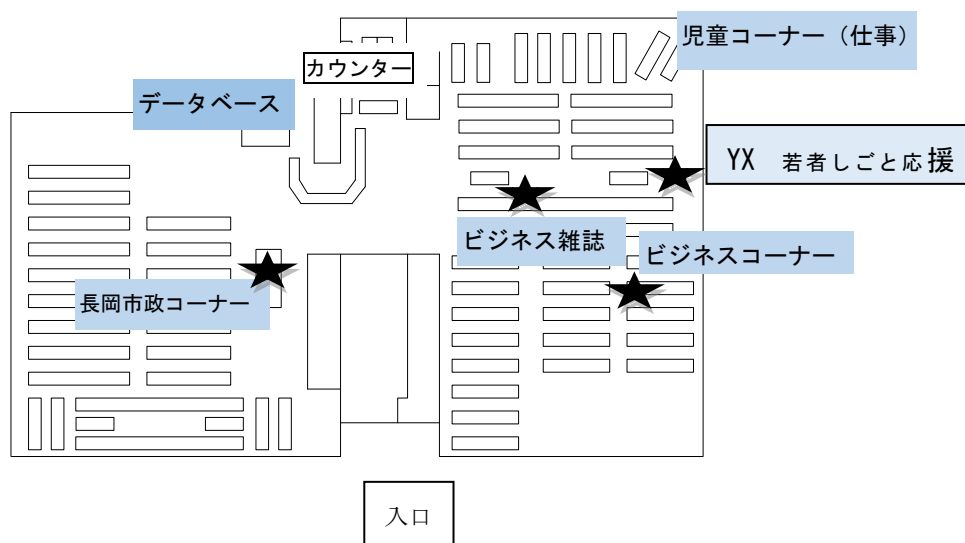 児童コーナー（仕事）
カウンター
データベース
YX 若者しごと応援
ビジネス雑誌
ビジネスコーナー
長岡市政コーナー
入口